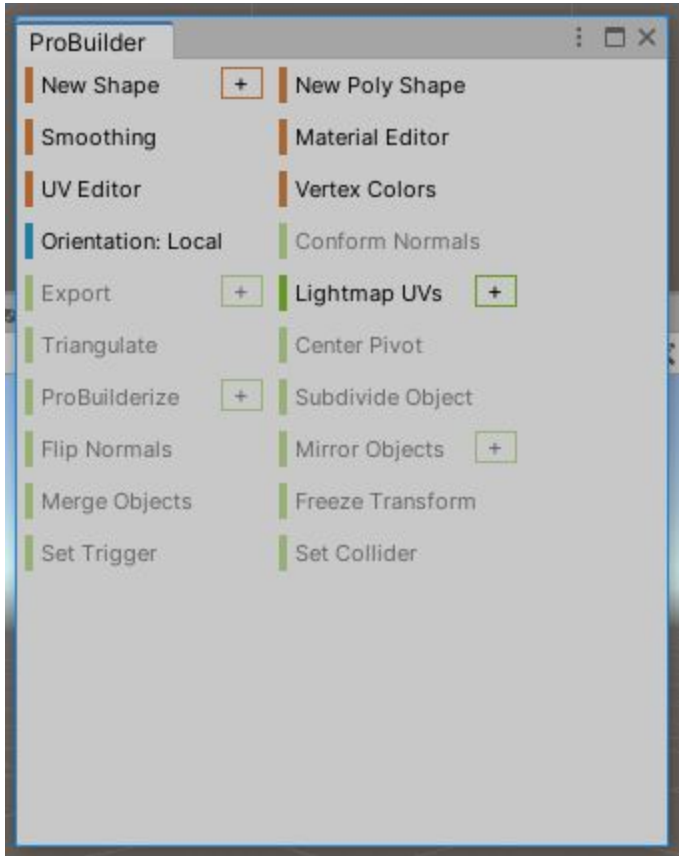 ProBuilder
New Shape + New Poly Shape
Smoothing Material Editor
UV Editor Vertex Colors
Orientation: Local Conform Normals
Export + Lightmap UVs +
Triangulate Center Pivot
ProBuilderize + Subdivide Object
Flip Normals Mirror Objects +
Merge Objects Freeze Transform
Set Trigger Set Collider